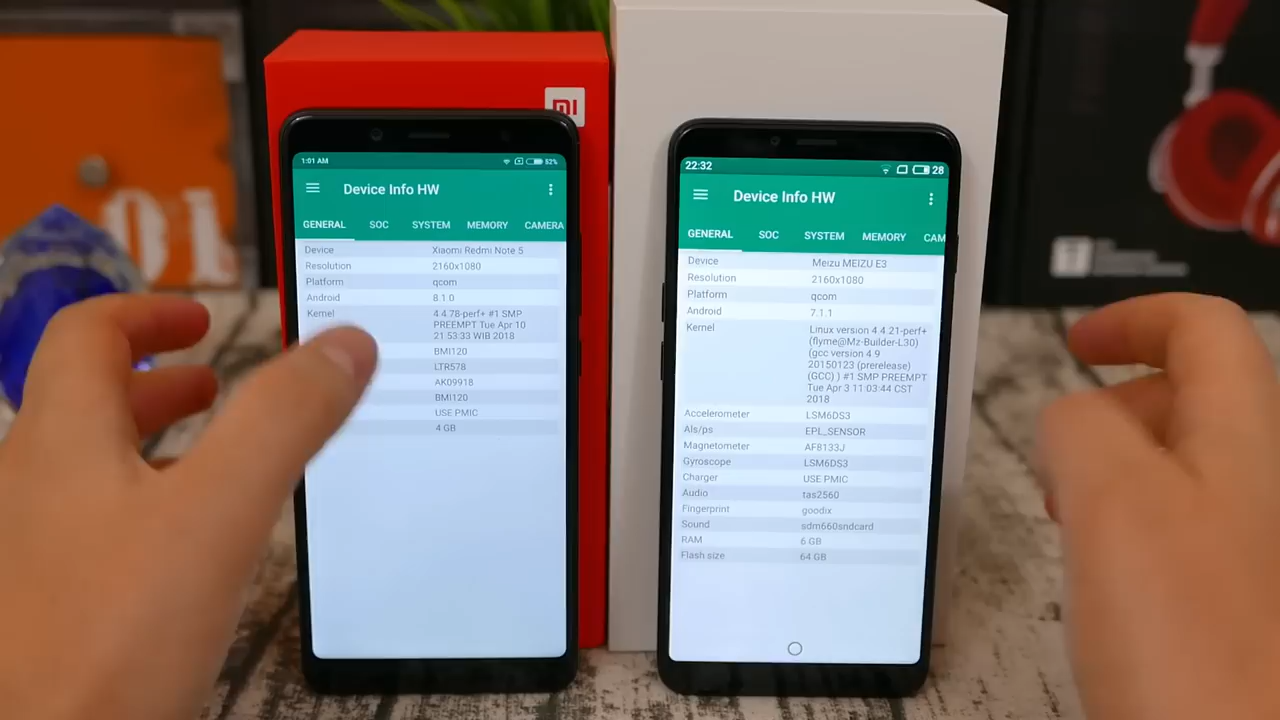 01
MI
1:01 AM
52%
Device Info HW
GENERAL SOC SYSTEM MEMORY CAMERA
Device Xiaomi Redmi Note 5
Resolution 2160x1080
Platform qcom
Android 8.1.0
Kernel 4.4.78-perf+ #1 SMP
PREEMPT Tue Apr 10
21:53:33 WIB 2018
BMI120
LTR578
AK09918
BMI120
USE PMIC
4 GB
22:32
28
Device Info HW
GENERAL SOC SYSTEM MEMORY CAM
Device Meizu MEIZU E3
Resolution 2160x1080
Platform qcom
Android 7.1.1
Kernel Linux version 4.4.21-perf+
(flyme@Mz-Builder-L30)
(gcc version 4.9
20150123 (prerelease)
(GCC) ) #1 SMP PREEMPT
Tue Apr 3 11:03:44 CST
2018
Accelerometer LSM6DS3
Als/ps EPL_SENSOR
Magnetometer AF8133J
Gyroscope LSM6DS3
Charger USE PMIC
Audio tas2560
Fingerprint goodix
Sound sdm660sndcard
RAM 6 GB
Flash size 64 GB